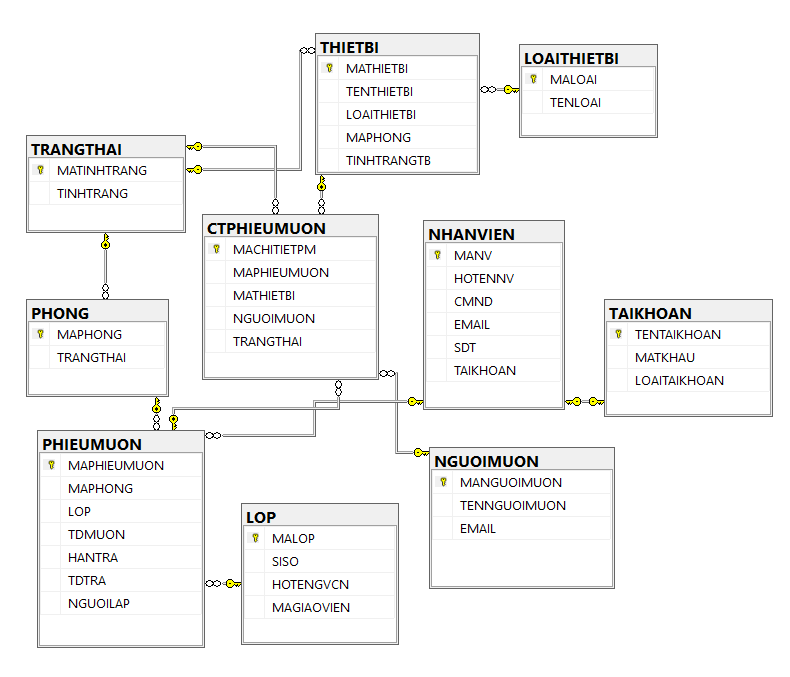 THIETBI
MATHIETBI
TENTHIETBI
LOAITHIETBI
MAPHONG
TINHTRANGTB
LOAITHIETBI
MALOAI
TENLOAI
TRANGTHAI
MATINHTRANG
TINHTRANG
CTPHIEUMUON
MACHITIETPM
MAPHIEUMUON
MATHIETBI
NGUOIMUON
TRANGTHAI
NHANVIEN
MANV
HOTENNV
CMND
EMAIL
SDT
TAIKHOAN
TAIKHOAN
TENTAIKHOAN
MATKHAU
LOAITAIKHOAN
PHONG
MAPHONG
TRANGTHAI
PHIEUMUON
MAPHIEUMUON
MAPHONG
LOP
TDMUON
HANTRA
TDTRA
NGUOILAP
LOP
MALOP
SISO
HOTENGVCN
MAGIAOVIEN
NGUOIMUON
MANGUOIMUON
TENNGUOIMUON
EMAIL